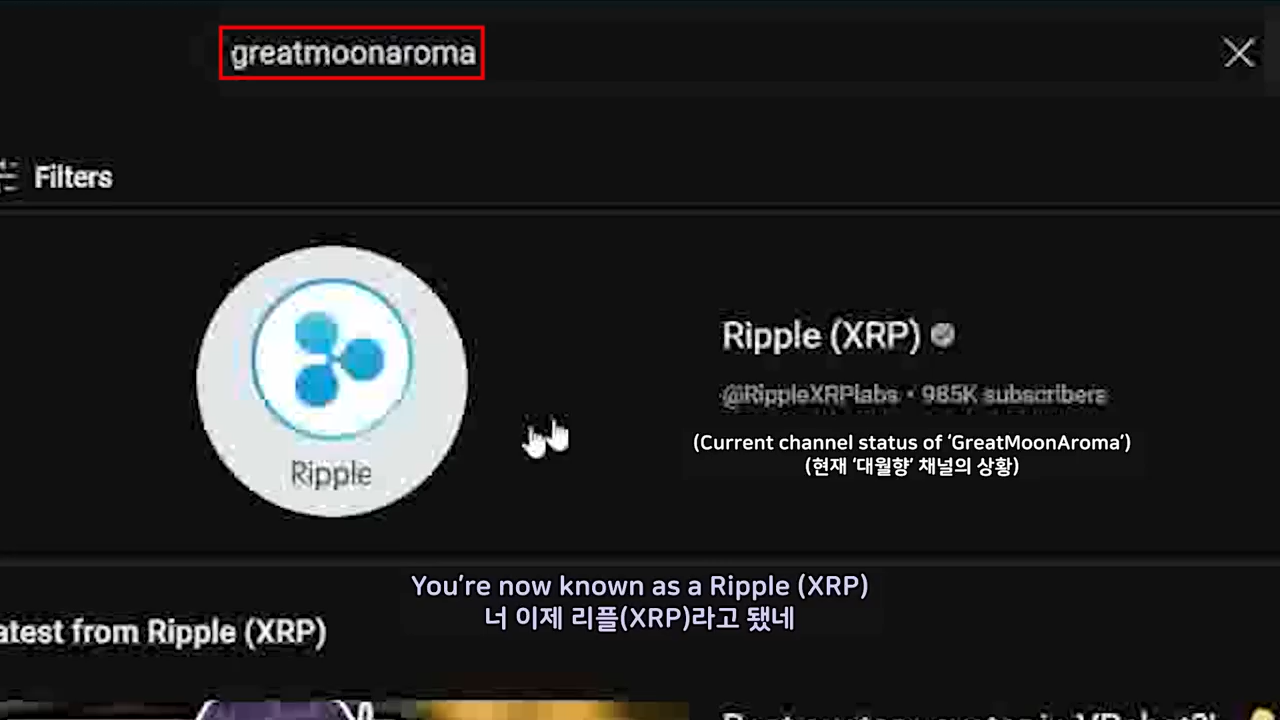 greatmoonaroma
Filters
Ripple
Ripple (XRP)
@RippleXRPlabs • 985K subscribers
(Current channel status of ‘GreatMoonAroma’)
(현재 ‘대월향’ 채널의 상황)
You’re now known as a Ripple (XRP)
너 이제 리플(XRP)라고 됐네
atest from Ripple (XRP)